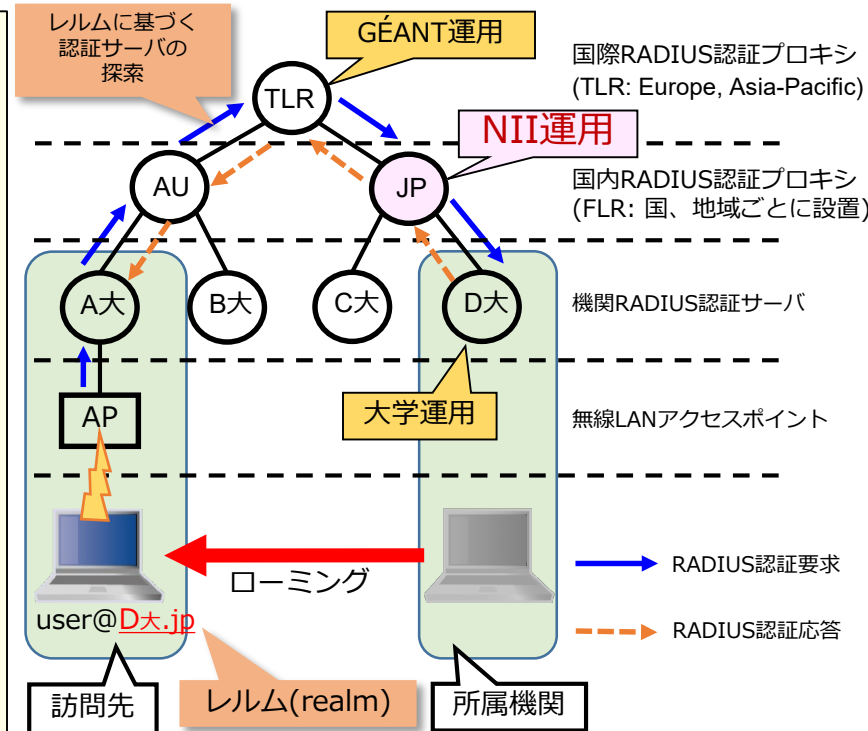 レルムに基づく
認証サーバの
探索
GÉANT運用
国際RADIUS認証プロキシ
(TLR: Europe, Asia-Pacific)
TLR
NII運用
AU
JP
国内RADIUS認証プロキシ
(FLR: 国、地域ごとに設置)
A大
B大
C大
D大
機関RADIUS認証サーバ
AP
大学運用
無線LANアクセスポイント
ローミング
RADIUS認証要求
user@D大.jp
RADIUS認証応答
訪問先
レルム(realm)
所属機関